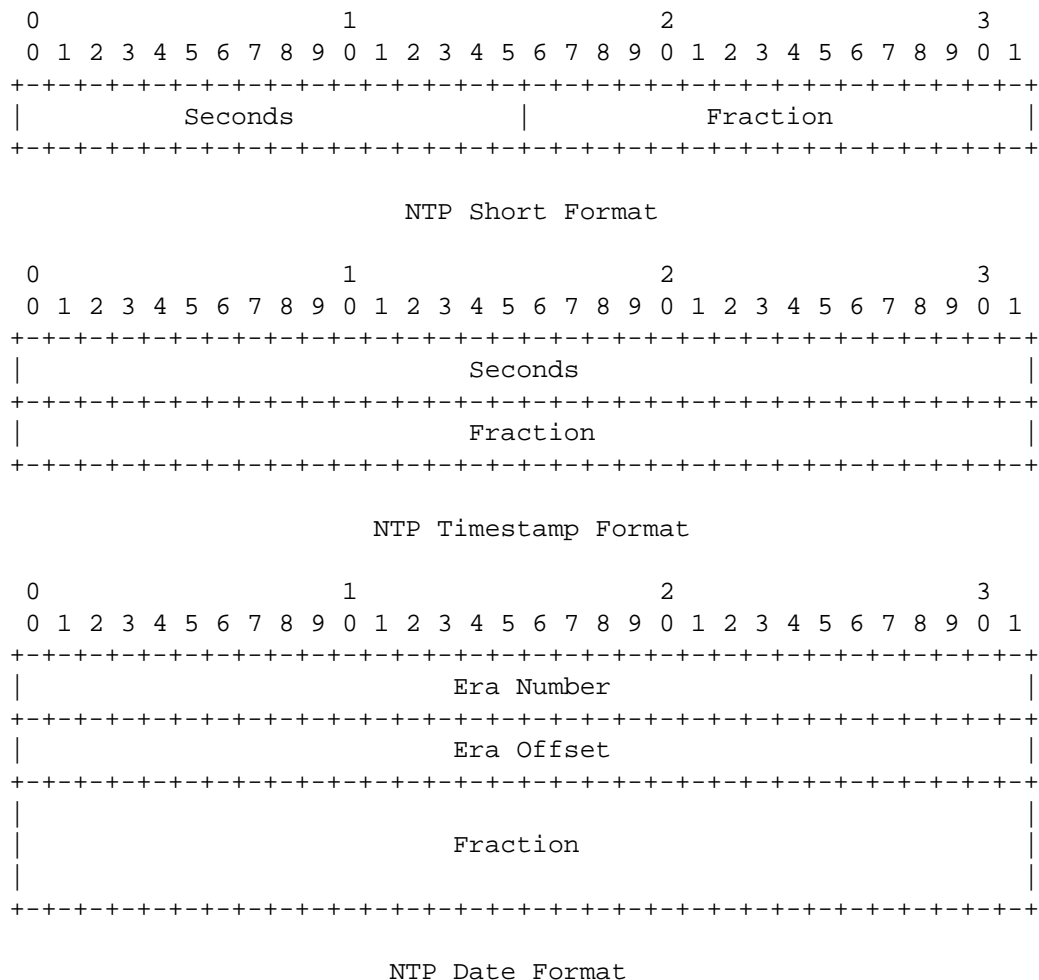 0                   1                   2                   3
 0 1 2 3 4 5 6 7 8 9 0 1 2 3 4 5 6 7 8 9 0 1 2 3 4 5 6 7 8 9 0 1
+-+-+-+-+-+-+-+-+-+-+-+-+-+-+-+-+-+-+-+-+-+-+-+-+-+-+-+-+-+-+-+-+
|          Seconds              |           Fraction            |
+-+-+-+-+-+-+-+-+-+-+-+-+-+-+-+-+-+-+-+-+-+-+-+-+-+-+-+-+-+-+-+-+
NTP Short Format
 0                   1                   2                   3
 0 1 2 3 4 5 6 7 8 9 0 1 2 3 4 5 6 7 8 9 0 1 2 3 4 5 6 7 8 9 0 1
+-+-+-+-+-+-+-+-+-+-+-+-+-+-+-+-+-+-+-+-+-+-+-+-+-+-+-+-+-+-+-+-+
|                            Seconds                            |
+-+-+-+-+-+-+-+-+-+-+-+-+-+-+-+-+-+-+-+-+-+-+-+-+-+-+-+-+-+-+-+-+
|                            Fraction                           |
+-+-+-+-+-+-+-+-+-+-+-+-+-+-+-+-+-+-+-+-+-+-+-+-+-+-+-+-+-+-+-+-+
NTP Timestamp Format
 0                   1                   2                   3
 0 1 2 3 4 5 6 7 8 9 0 1 2 3 4 5 6 7 8 9 0 1 2 3 4 5 6 7 8 9 0 1
+-+-+-+-+-+-+-+-+-+-+-+-+-+-+-+-+-+-+-+-+-+-+-+-+-+-+-+-+-+-+-+-+
|                           Era Number                          |
+-+-+-+-+-+-+-+-+-+-+-+-+-+-+-+-+-+-+-+-+-+-+-+-+-+-+-+-+-+-+-+-+
|                           Era Offset                          |
+-+-+-+-+-+-+-+-+-+-+-+-+-+-+-+-+-+-+-+-+-+-+-+-+-+-+-+-+-+-+-+-+
|                                                               |
|                           Fraction                            |
|                                                               |
+-+-+-+-+-+-+-+-+-+-+-+-+-+-+-+-+-+-+-+-+-+-+-+-+-+-+-+-+-+-+-+-+
NTP Date Format